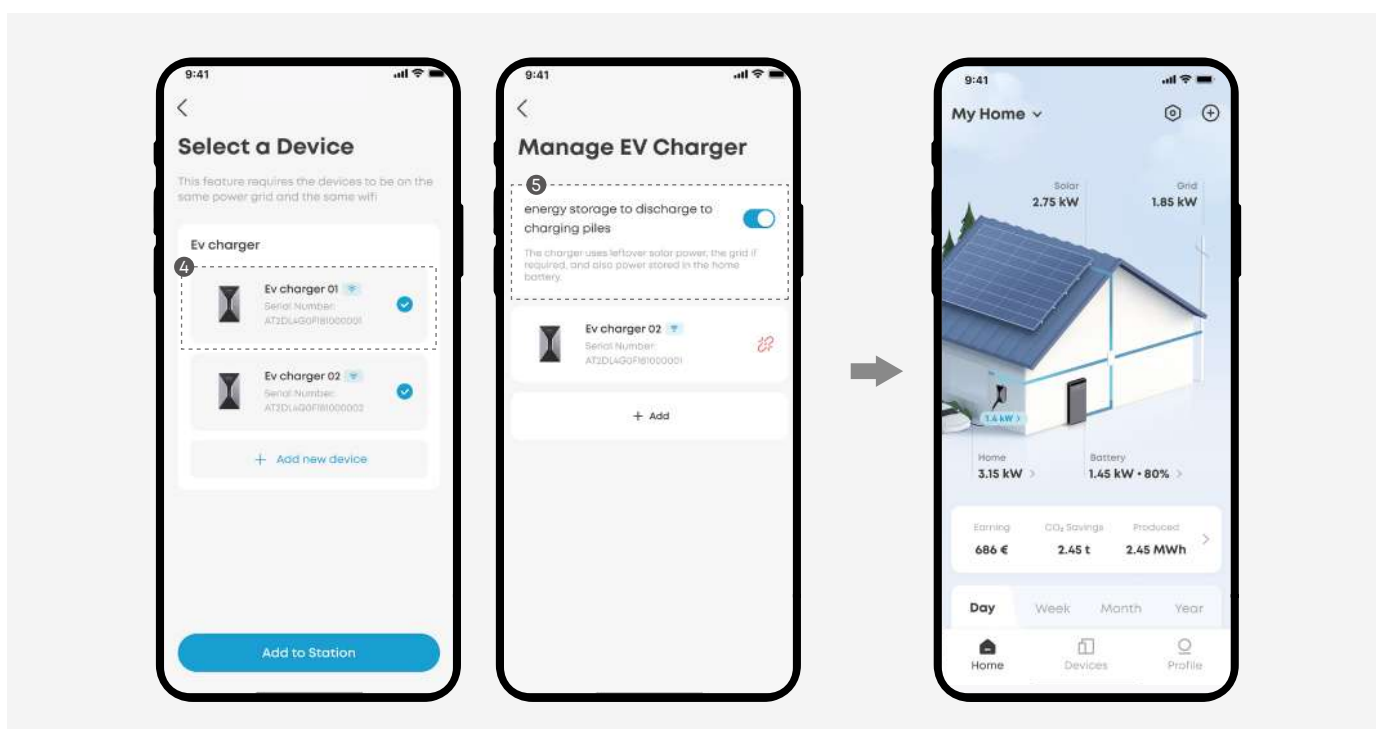 9:41
Select a Device
This feature requires the devices to be on the
same power grid and the same wifi
Ev charger
4
Ev charger 01
Serial Number:
AT2DL4G0F181000001
Ev charger 02
Serial Number:
AT2DL4G0F181000002
+ Add new device
Add to Station
9:41
Manage EV Charger
5
energy storage to discharge to
charging piles
The charger uses leftover solar power, the grid if
required, and also power stored in the home
battery.
Ev charger 02
Serial Number:
AT2DL4G0F181000001
+ Add
9:41
My Home
Solar
2.75 kW
Grid
1.85 kW
1.4 kW >
Home
3.15 kW >
Battery
1.45 kW • 80% >
Earning
686 €
CO₂ Savings
2.45 t
Produced
2.45 MWh
Day Week Month Year
Home Devices Profile